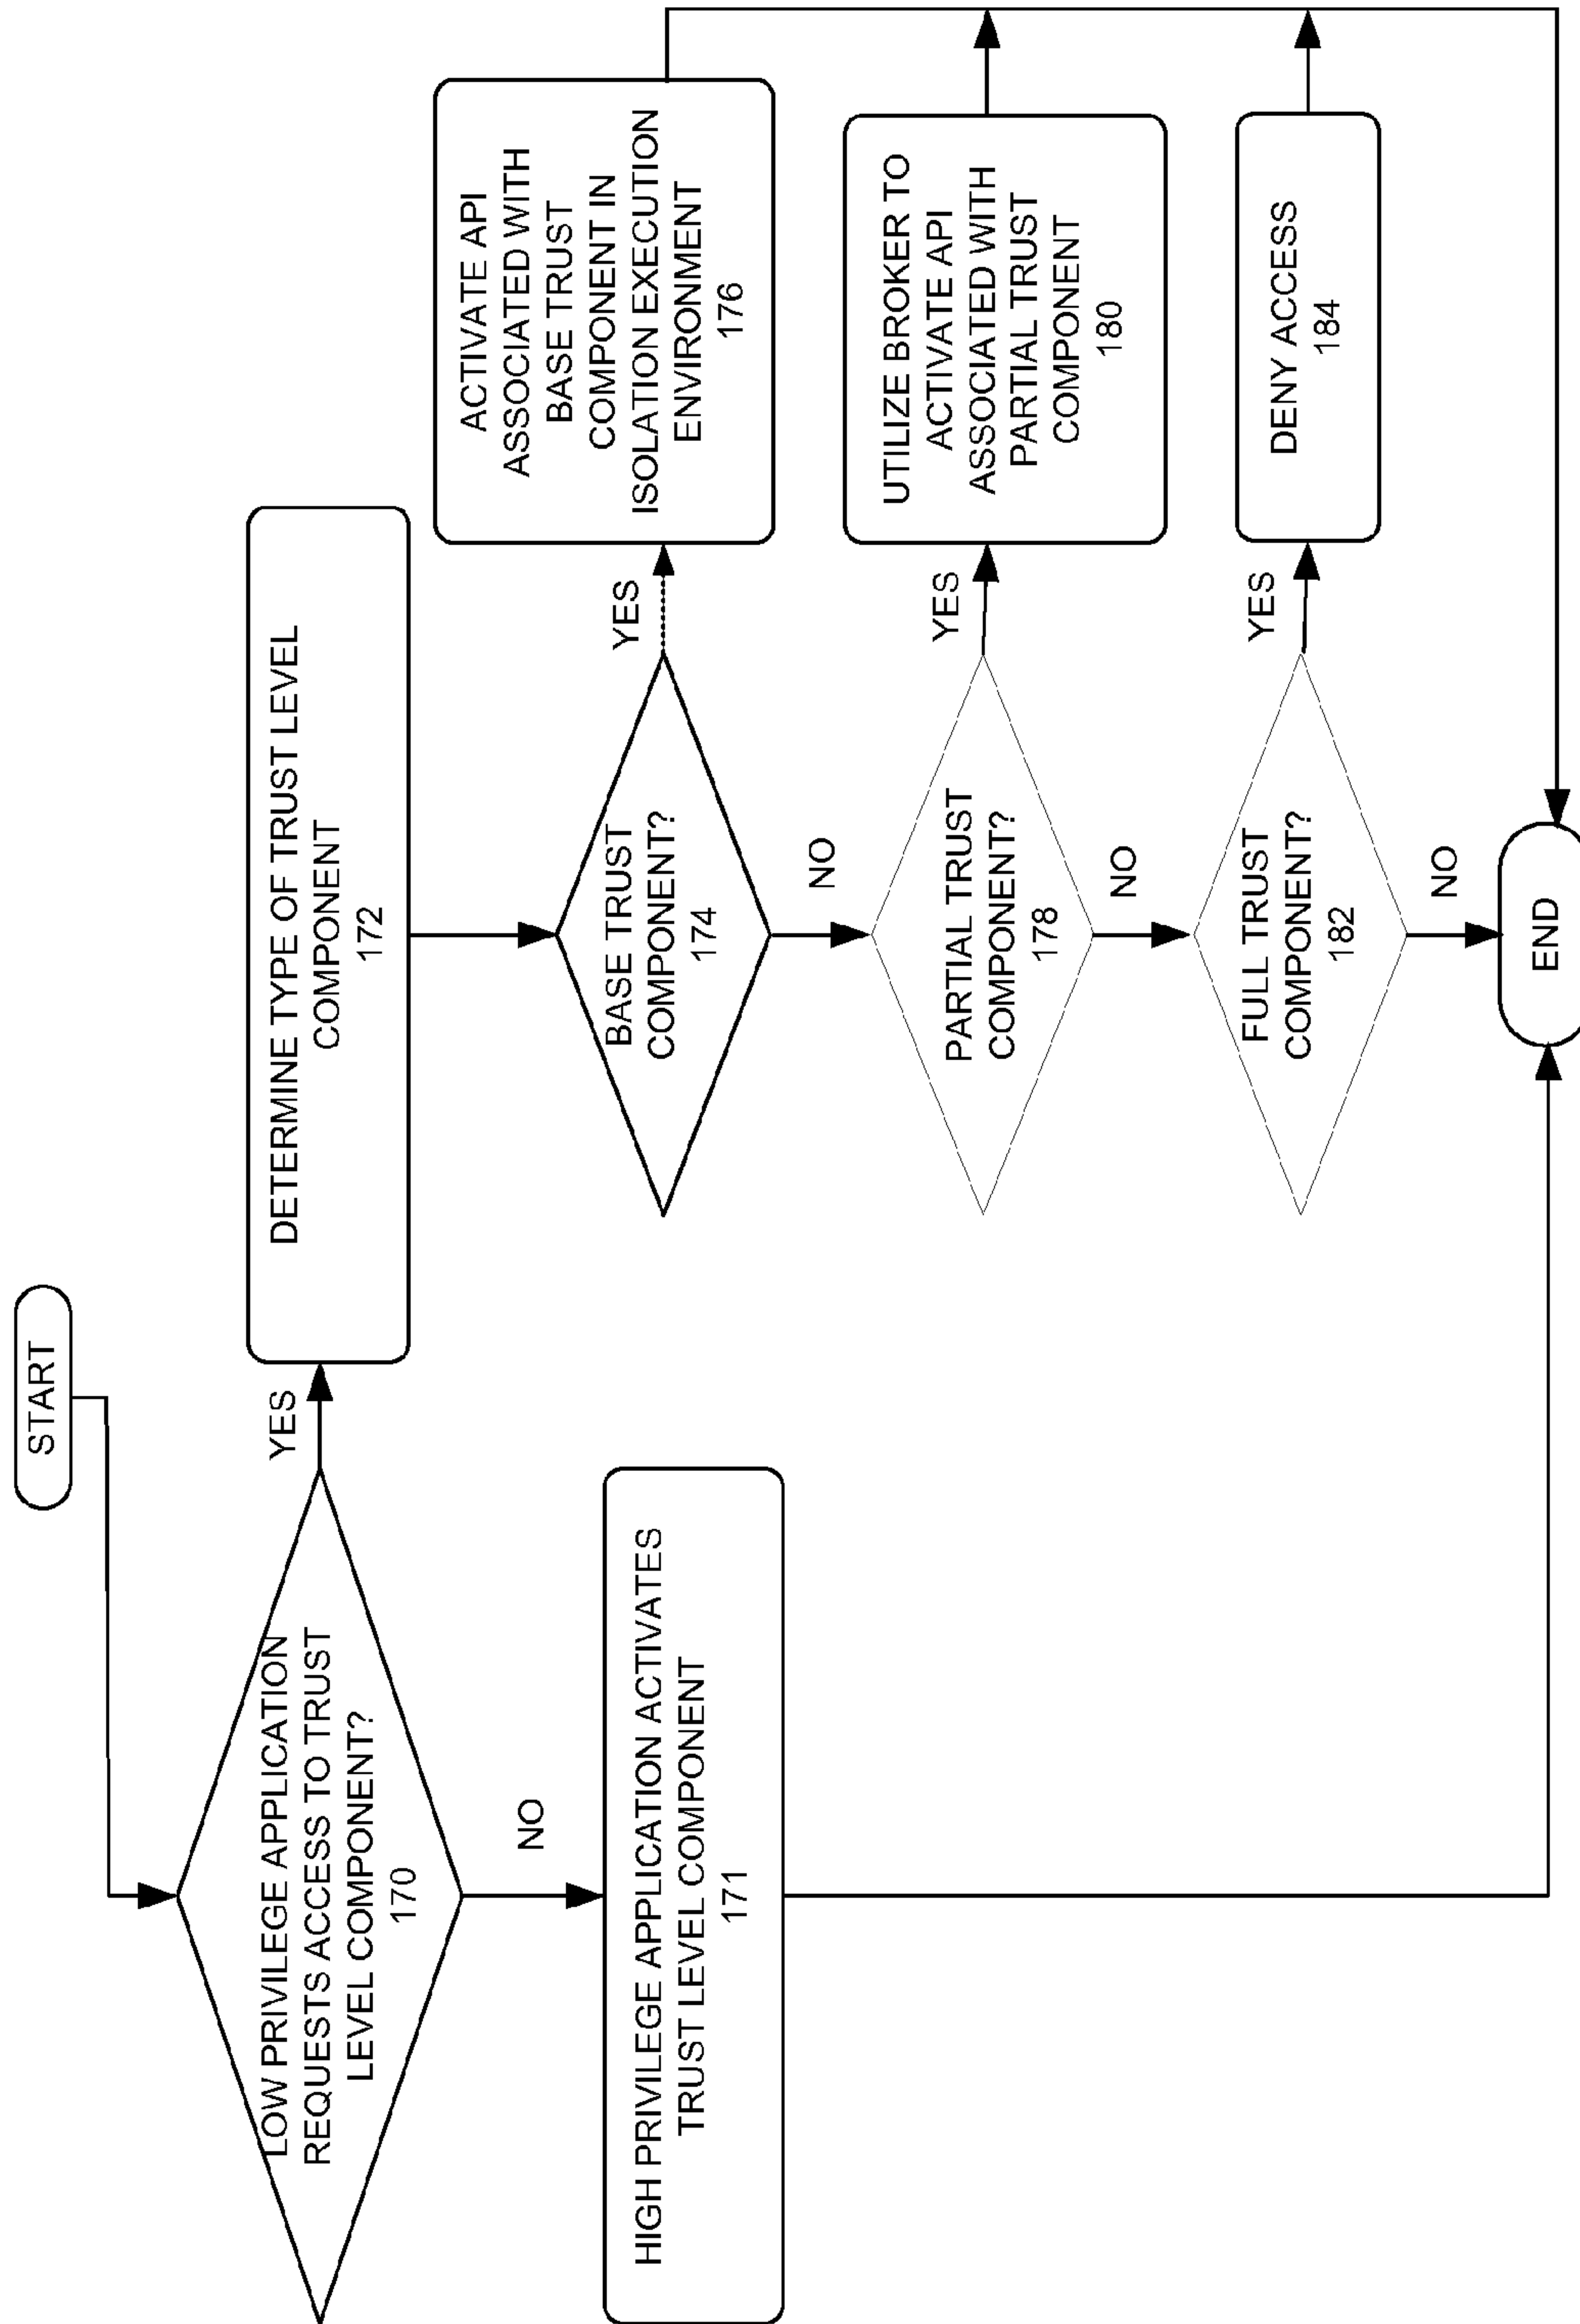 START
LOW PRIVILEGE APPLICATION
REQUESTS ACCESS TO TRUST
LEVEL COMPONENT?
170
YES
NO
HIGH PRIVILEGE APPLICATION ACTIVATES
TRUST LEVEL COMPONENT
171
DETERMINE TYPE OF TRUST LEVEL
COMPONENT
172
BASE TRUST
COMPONENT?
174
YES
ACTIVATE API
ASSOCIATED WITH
BASE TRUST
COMPONENT IN
ISOLATION EXECUTION
ENVIRONMENT
176
NO
PARTIAL TRUST
COMPONENT?
178
YES
UTILIZE BROKER TO
ACTIVATE API
ASSOCIATED WITH
PARTIAL TRUST
COMPONENT
180
NO
FULL TRUST
COMPONENT?
182
YES
DENY ACCESS
184
NO
END